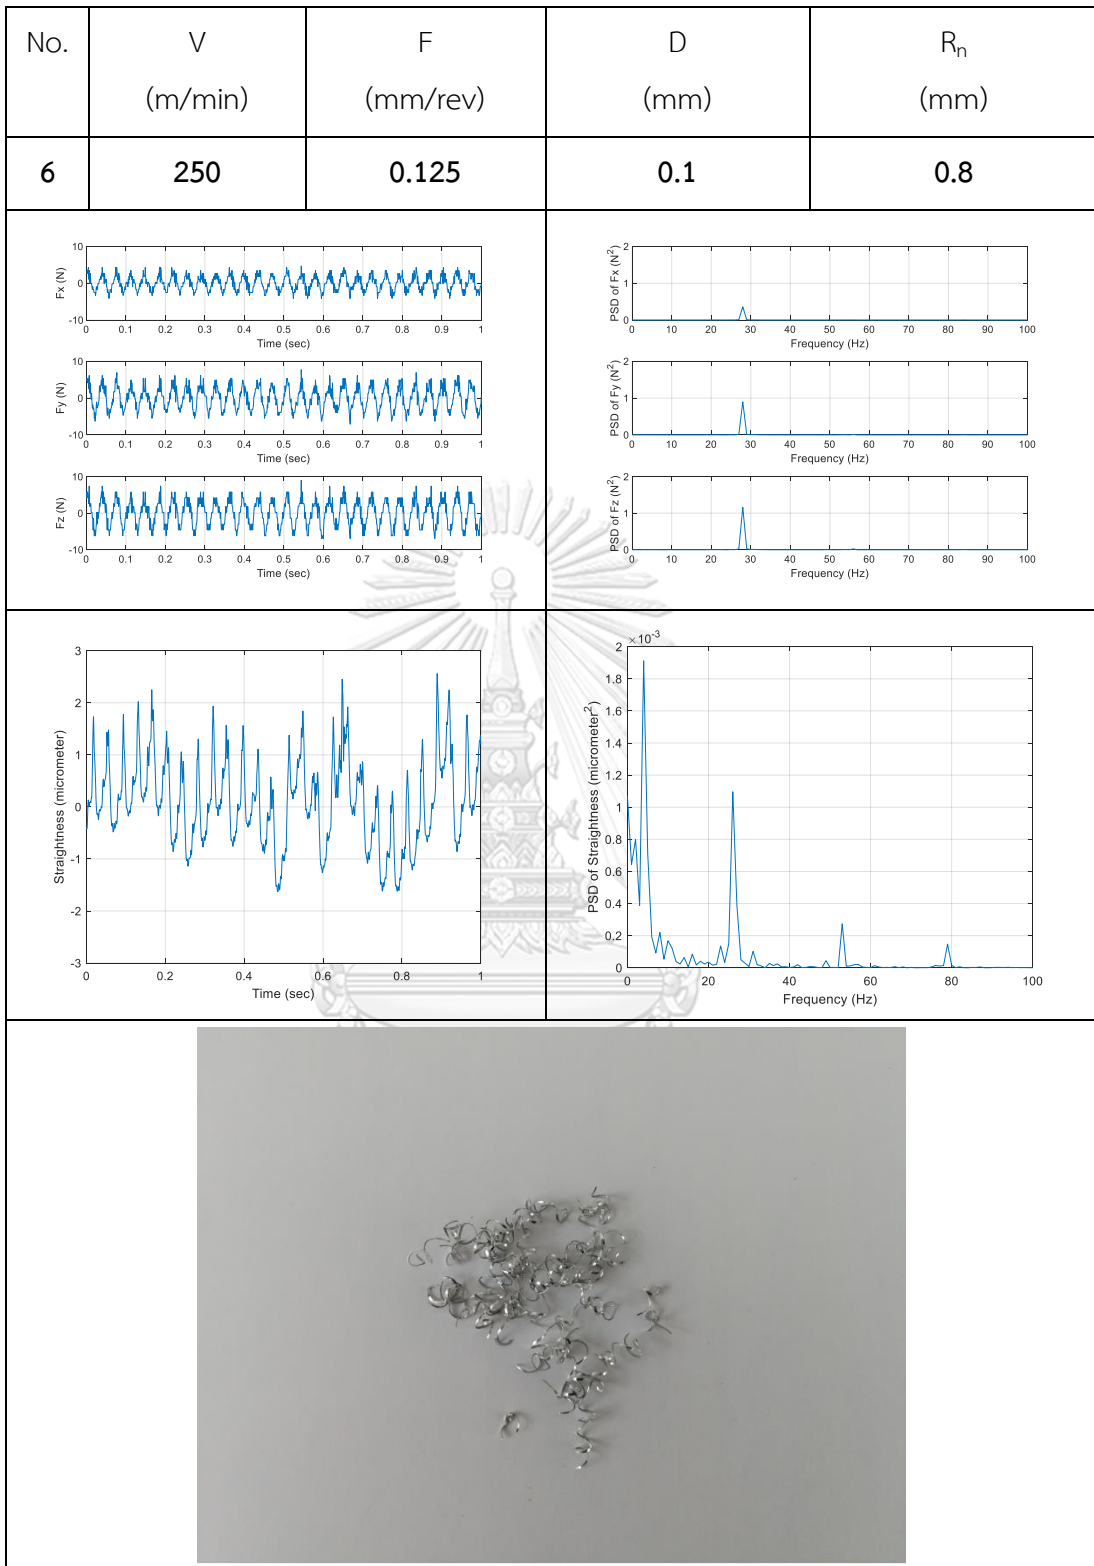 No. V F D Rn
(m/min) (mm/rev) (mm) (mm)
6 250 0.125 0.1 0.8
10
0
-10
Fx (N)
0 0.1 0.2 0.3 0.4 0.5 0.6 0.7 0.8 0.9 1
Time (sec)
10
0
-10
Fy (N)
0 0.1 0.2 0.3 0.4 0.5 0.6 0.7 0.8 0.9 1
Time (sec)
10
0
-10
Fz (N)
0 0.1 0.2 0.3 0.4 0.5 0.6 0.7 0.8 0.9 1
Time (sec)
2
1
0
PSD of Fx (N²)
0 10 20 30 40 50 60 70 80 90 100
Frequency (Hz)
2
1
0
PSD of Fy (N²)
0 10 20 30 40 50 60 70 80 90 100
Frequency (Hz)
2
1
0
PSD of Fz (N²)
0 10 20 30 40 50 60 70 80 90 100
Frequency (Hz)
3
2
1
0
-1
-2
-3
Straightness (micrometer)
0 0.2 0.4 0.6 0.8 1
Time (sec)
×10⁻³
2
1.8
1.6
1.4
1.2
1
0.8
0.6
0.4
0.2
0
PSD of Straightness (micrometer²)
0 20 40 60 80 100
Frequency (Hz)